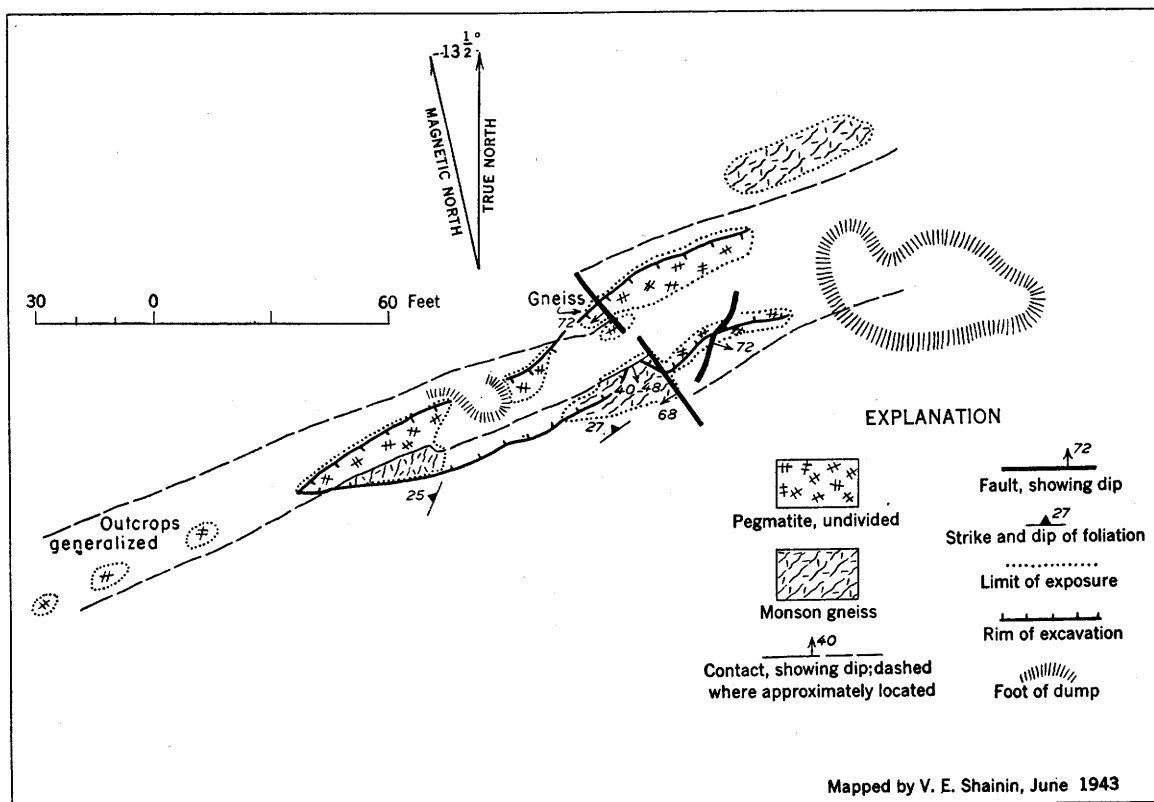 13 1/2°
MAGNETIC NORTH
TRUE NORTH
30 0 60 Feet
Gneiss
72
72
40 48
68
27
25
Outcrops
generalized
EXPLANATION
Pegmatite, undivided
Monson gneiss
40
Contact, showing dip; dashed
where approximately located
72
Fault, showing dip
27
Strike and dip of foliation
Limit of exposure
Rim of excavation
Foot of dump
Mapped by V. E. Shainin, June 1943